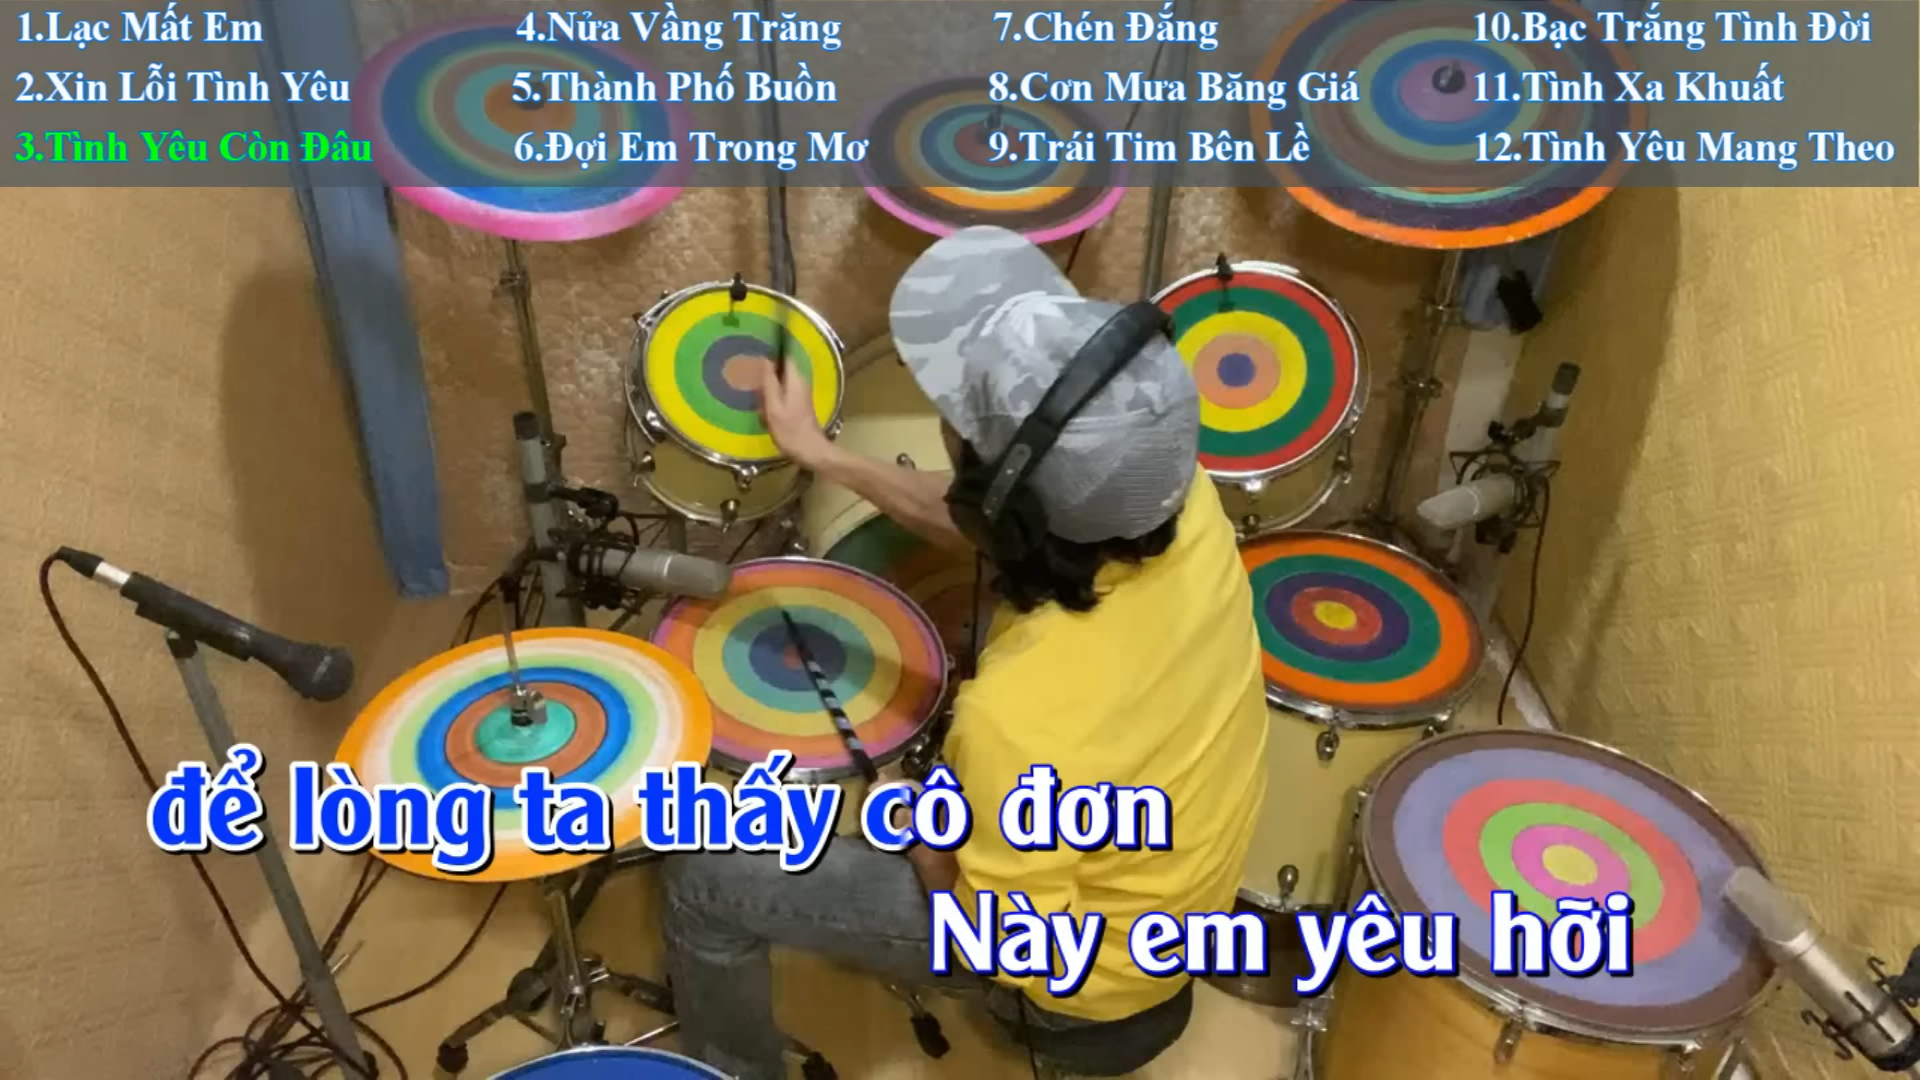 1.Lạc Mất Em
2.Xin Lỗi Tình Yêu
3.Tình Yêu Còn Đâu
4.Nửa Vầng Trăng
5.Thành Phố Buồn
6.Đợi Em Trong Mơ
7.Chén Đắng
8.Cơn Mưa Băng Giá
9.Trái Tim Bên Lề
10.Bạc Trắng Tình Đời
11.Tình Xa Khuất
12.Tình Yêu Mang Theo
để lòng ta thấy cô đơn
Này em yêu hỡi